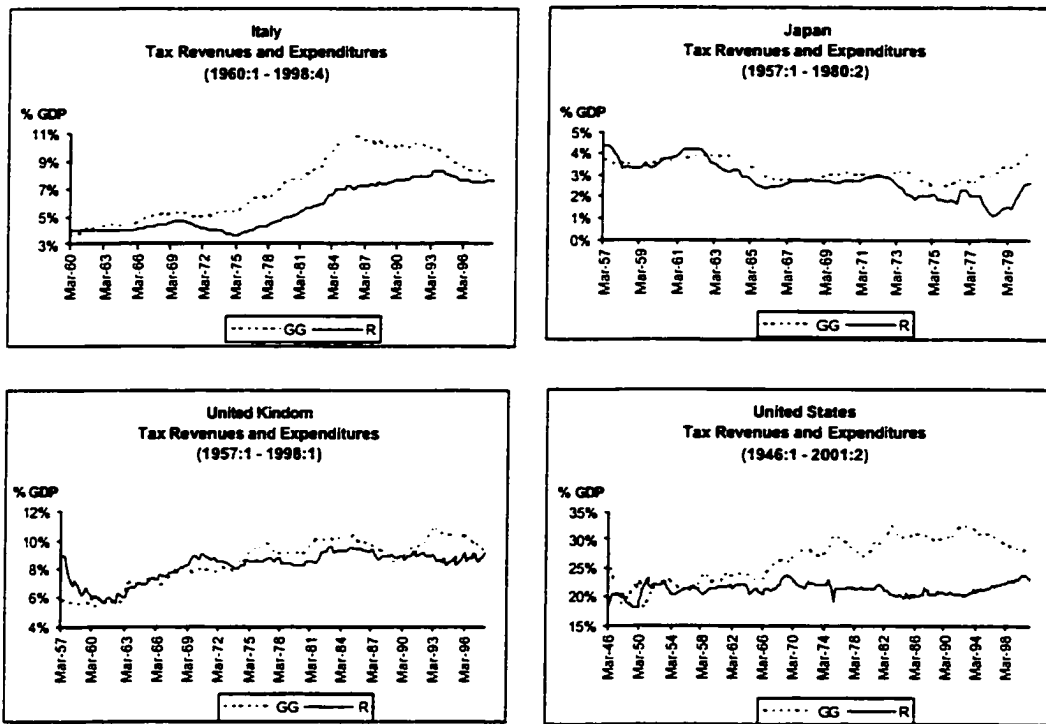 Italy
Tax Revenues and Expenditures
(1960:1 - 1998:4)
% GDP
11%
9%
7%
5%
3%
Mar-60
Mar-63
Mar-66
Mar-69
Mar-72
Mar-75
Mar-78
Mar-81
Mar-84
Mar-87
Mar-90
Mar-93
Mar-96
GG R
Japan
Tax Revenues and Expenditures
(1957:1 - 1980:2)
% GDP
5%
4%
3%
2%
1%
0%
Mar-57
Mar-59
Mar-61
Mar-63
Mar-65
Mar-67
Mar-69
Mar-71
Mar-73
Mar-75
Mar-77
Mar-79
GG R
United Kindom
Tax Revenues and Expenditures
(1957:1 - 1998:1)
% GDP
12%
10%
8%
6%
4%
Mar-57
Mar-60
Mar-63
Mar-66
Mar-69
Mar-72
Mar-75
Mar-78
Mar-81
Mar-84
Mar-87
Mar-90
Mar-93
Mar-96
GG R
United States
Tax Revenues and Expenditures
(1946:1 - 2001:2)
% GDP
35%
30%
25%
20%
15%
Mar-46
Mar-50
Mar-54
Mar-58
Mar-62
Mar-66
Mar-70
Mar-74
Mar-78
Mar-82
Mar-86
Mar-90
Mar-94
Mar-98
GG R